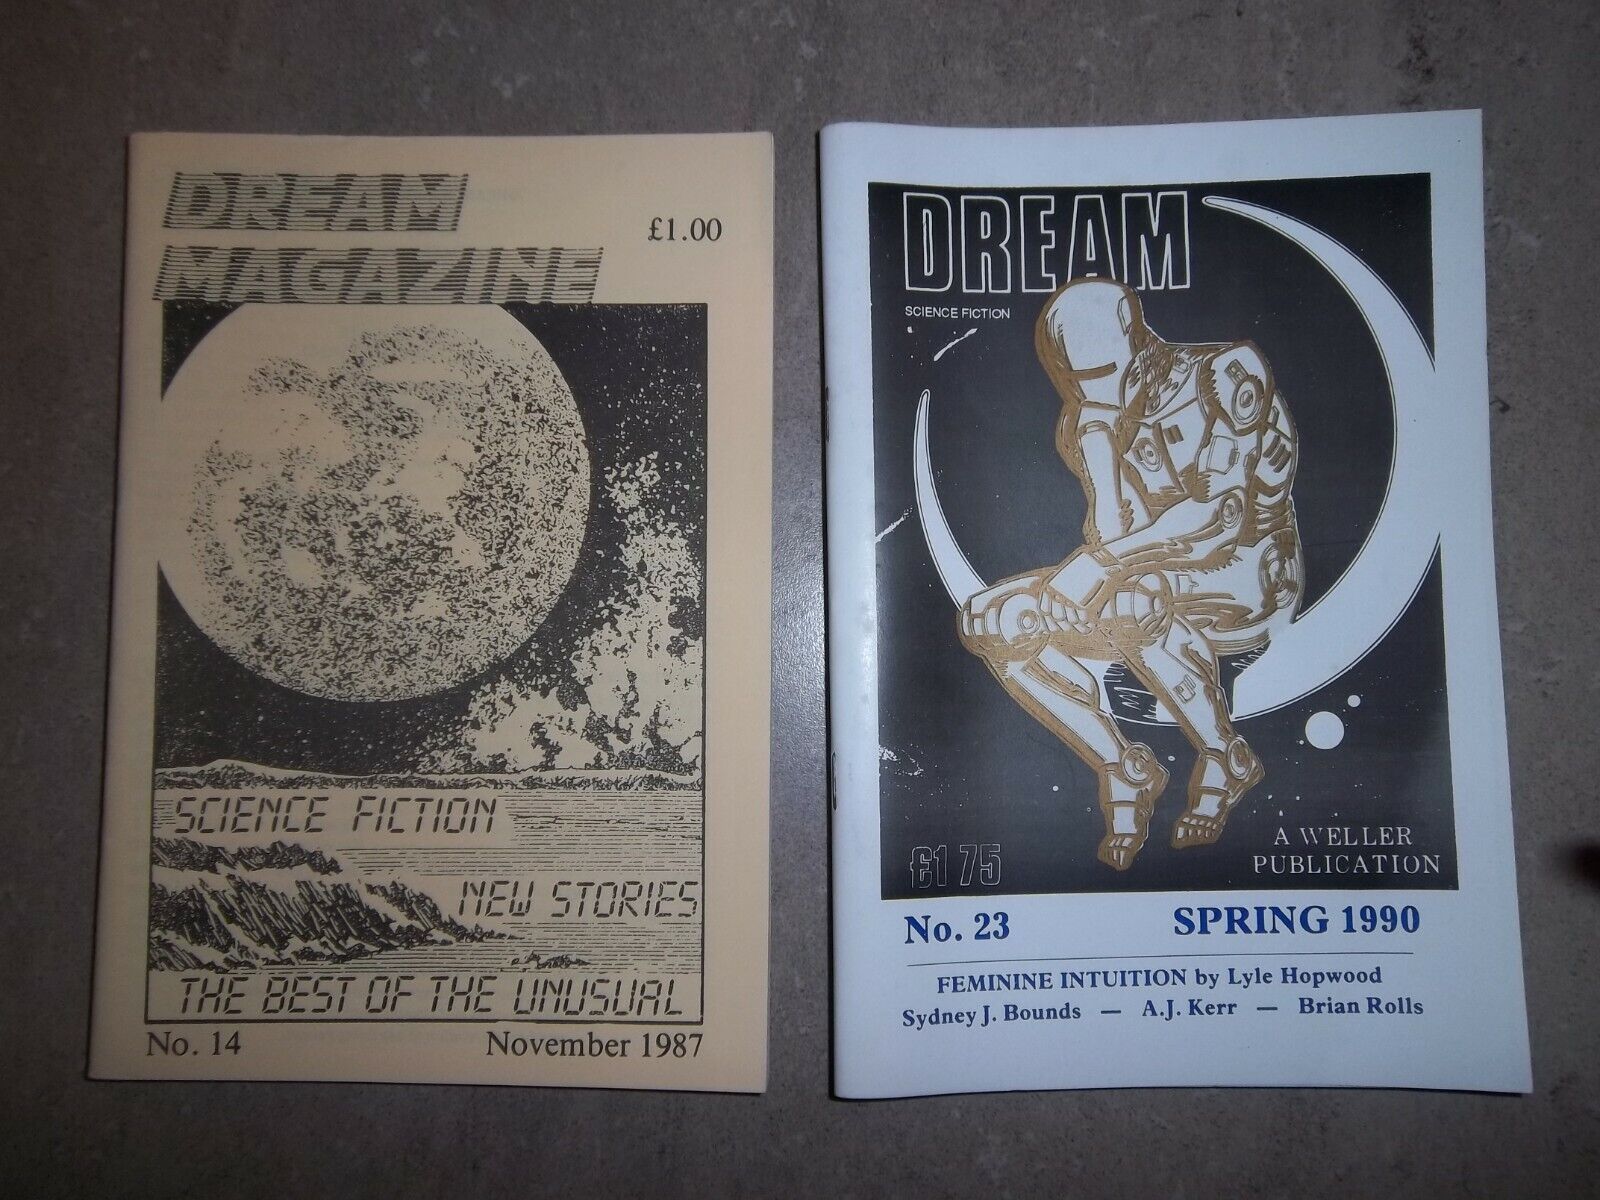 DREAM
MAGAZINE
£1.00
SCIENCE FICTION
NEW STORIES
THE BEST OF THE UNUSUAL
No. 14 November 1987
DREAM
SCIENCE FICTION
£1 75
A WELLER
PUBLICATION
No. 23 SPRING 1990
FEMININE INTUITION by Lyle Hopwood
Sydney J. Bounds — A.J. Kerr — Brian Rolls